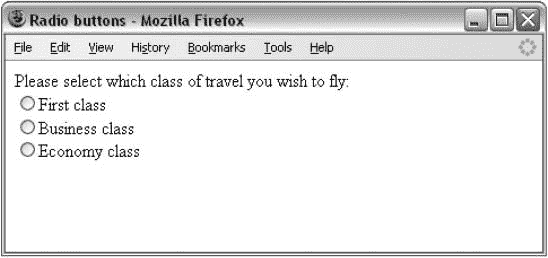 Radio buttons - Mozilla Firefox
File Edit View History Bookmarks Tools Help
Please select which class of travel you wish to fly:
First class
Business class
Economy class